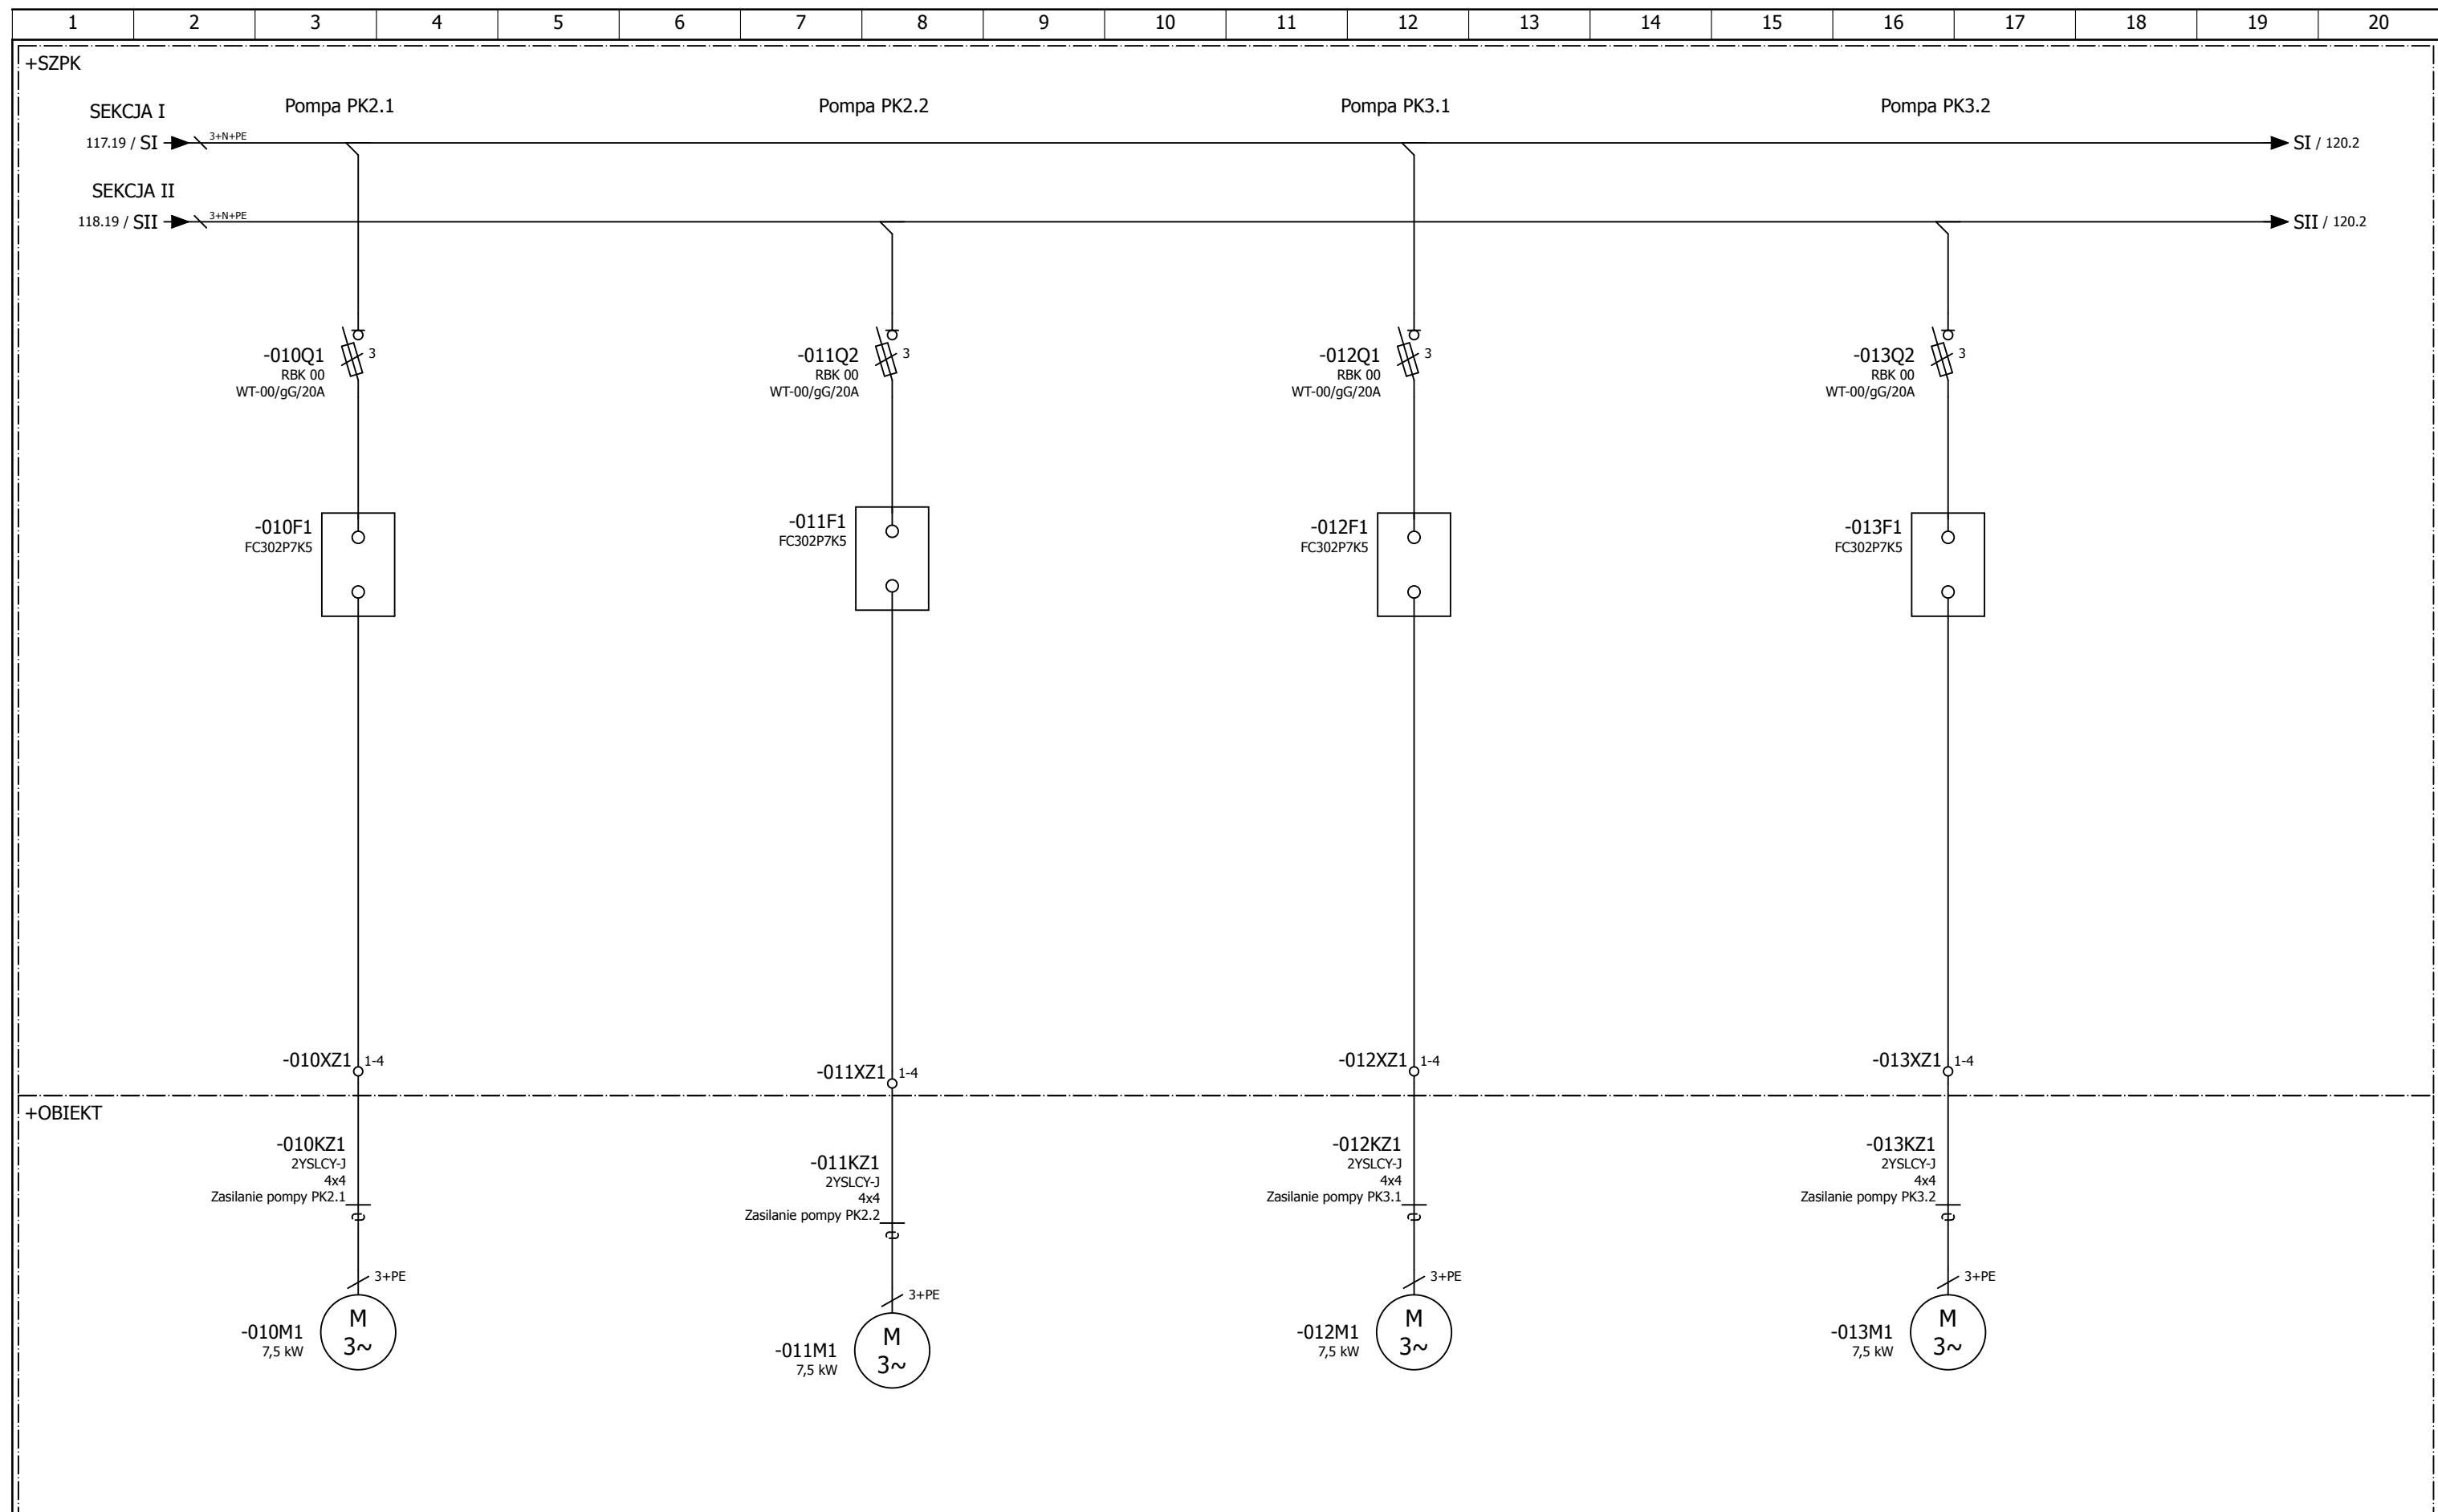 1 2 3 4 5 6 7 8 9 10 11 12 13 14 15 16 17 18 19 20
+SZPK
SEKCJA I
Pompa PK2.1
Pompa PK2.2
Pompa PK3.1
Pompa PK3.2
117.19 / SI
3+N+PE
SI / 120.2
SEKCJA II
118.19 / SII
3+N+PE
SII / 120.2
-010Q1
RBK 00
WT-00/gG/20A
3
-011Q2
RBK 00
WT-00/gG/20A
3
-012Q1
RBK 00
WT-00/gG/20A
3
-013Q2
RBK 00
WT-00/gG/20A
3
-010F1
FC302P7K5
-011F1
FC302P7K5
-012F1
FC302P7K5
-013F1
FC302P7K5
-010XZ1 1-4
-011XZ1 1-4
-012XZ1 1-4
-013XZ1 1-4
+OBIEKT
-010KZ1
2YSLCY-J
4x4
Zasilanie pompy PK2.1
-011KZ1
2YSLCY-J
4x4
Zasilanie pompy PK2.2
-012KZ1
2YSLCY-J
4x4
Zasilanie pompy PK3.1
-013KZ1
2YSLCY-J
4x4
Zasilanie pompy PK3.2
3+PE
-010M1
7,5 kW
M
3~
3+PE
-011M1
7,5 kW
M
3~
3+PE
-012M1
7,5 kW
M
3~
3+PE
-013M1
7,5 kW
M
3~